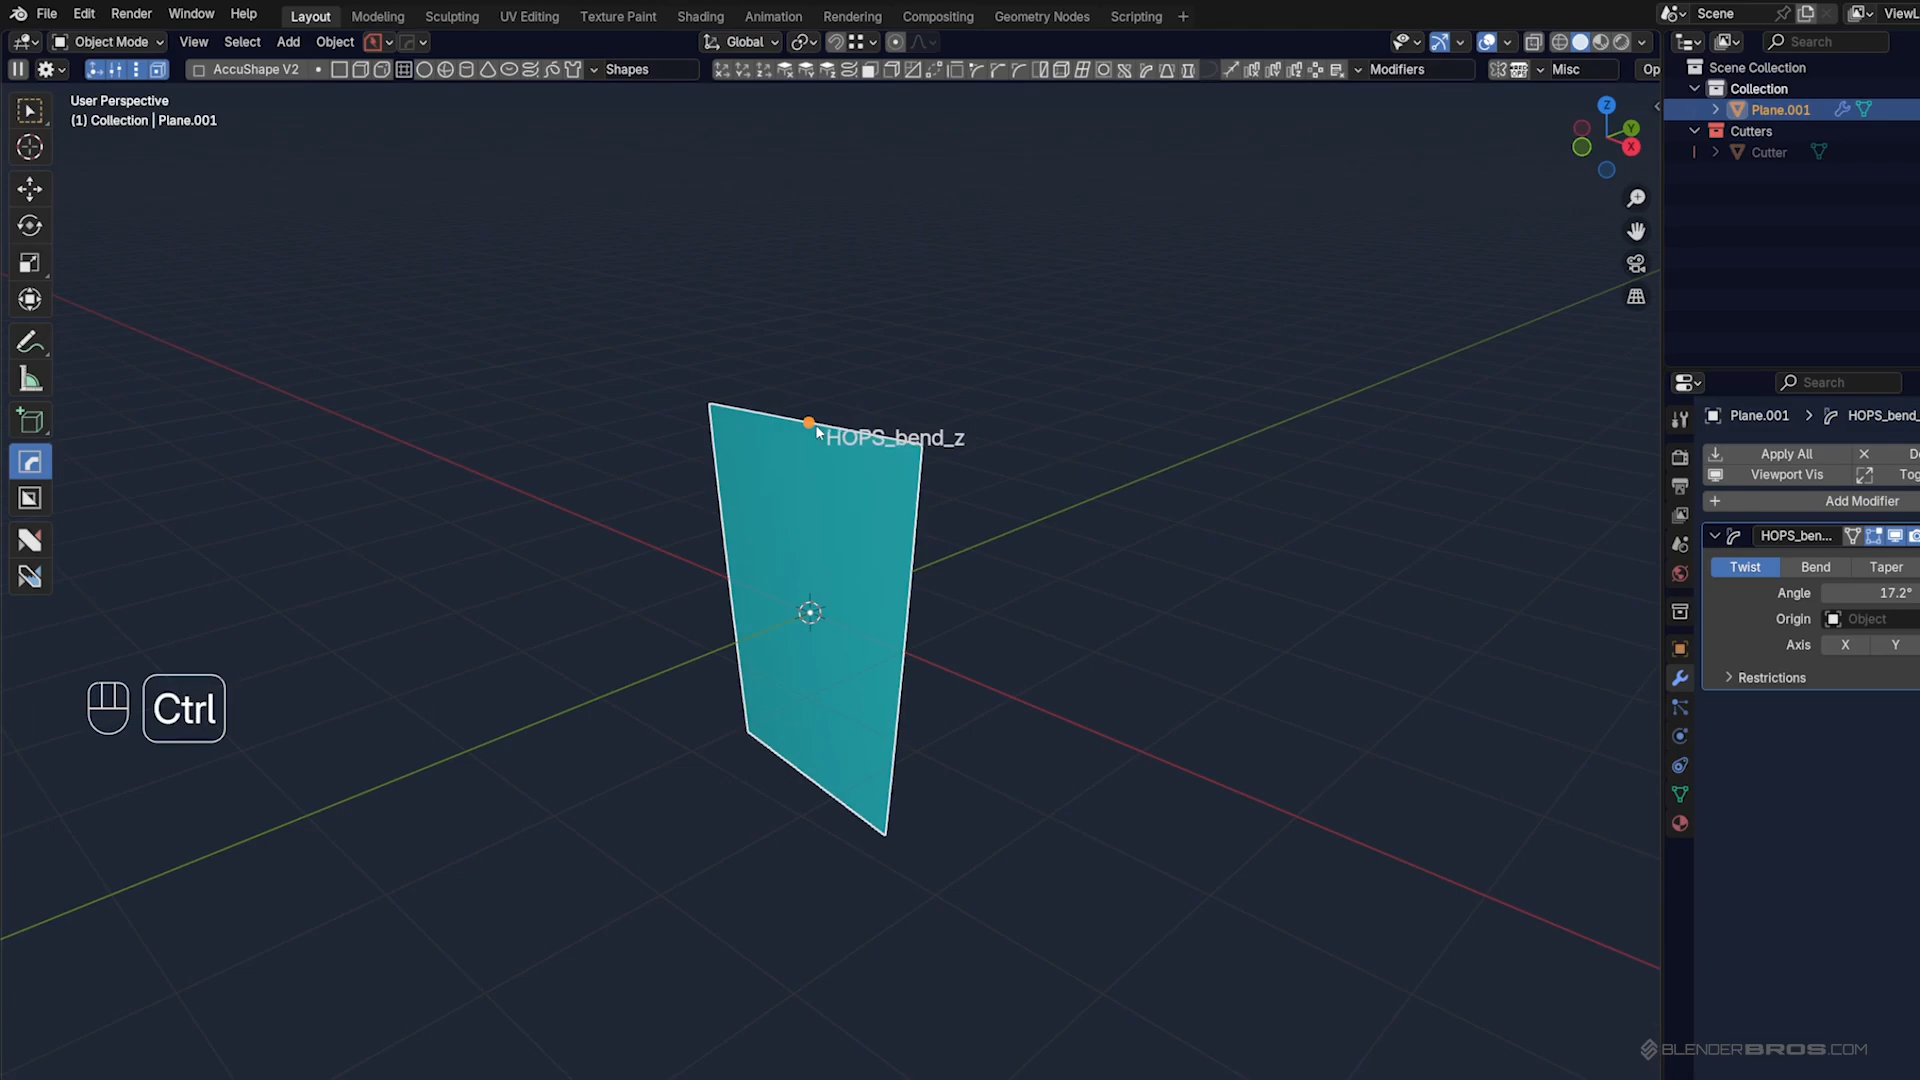 File Edit Render Window Help Layout Modeling Sculpting UV Editing Texture Paint Shading Animation Rendering Compositing Geometry Nodes Scripting + Scene ViewL
Object Mode View Select Add Object Global Search
AccuShape V2 Shapes Modifiers Misc Op
Scene Collection
Collection
Plane.001
Cutters
Cutter
User Perspective
(1) Collection | Plane.001
Z
Y
X
HOPS_bend_z
Ctrl
Search
Plane.001 > HOPS_bend_
Apply All
Viewport Vis Tog
Add Modifier
HOPS_ben...
Twist Bend Taper
Angle 17.2°
Origin Object
Axis X Y
Restrictions
BLENDERBROS.COM